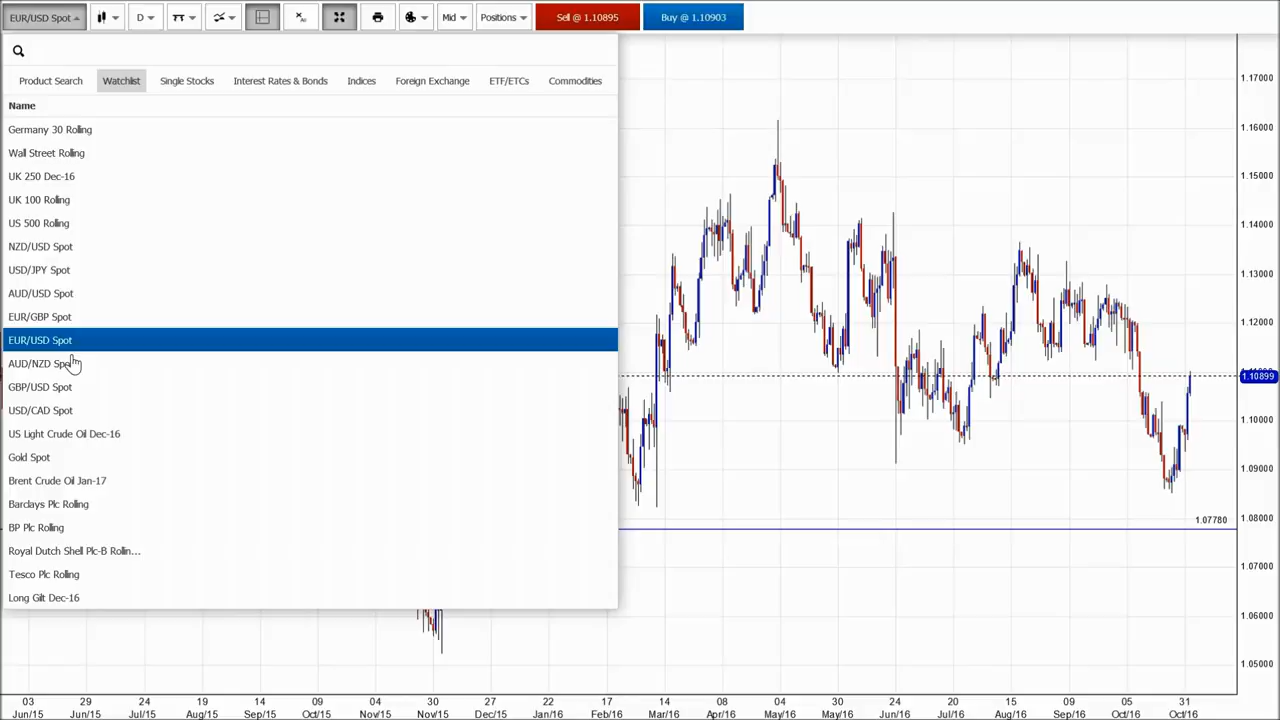 EUR/USD Spot D Mid Positions Sell @ 1.10895 Buy @ 1.10903
Product Search Watchlist Single Stocks Interest Rates & Bonds Indices Foreign Exchange ETF/ETCs Commodities
Name
Germany 30 Rolling
Wall Street Rolling
UK 250 Dec-16
UK 100 Rolling
US 500 Rolling
NZD/USD Spot
USD/JPY Spot
AUD/USD Spot
EUR/GBP Spot
EUR/USD Spot
AUD/NZD Spot
GBP/USD Spot
USD/CAD Spot
US Light Crude Oil Dec-16
Gold Spot
Brent Crude Oil Jan-17
Barclays Plc Rolling
BP Plc Rolling
Royal Dutch Shell Plc-B Rollin...
Tesco Plc Rolling
Long Gilt Dec-16
1.17000
1.16000
1.15000
1.14000
1.13000
1.12000
1.10899
1.10000
1.09000
1.08000
1.07780
1.07000
1.06000
1.05000
03 29 24 19 14 09 04 30 27 22 17 14 08 04 30 27 24 20 15 09 05 31
Jun/15 Jun/15 Jul/15 Aug/15 Sep/15 Oct/15 Nov/15 Nov/15 Dec/15 Jan/16 Feb/16 Mar/16 Apr/16 May/16 May/16 Jun/16 Jul/16 Aug/16 Sep/16 Oct/16 Oct/16